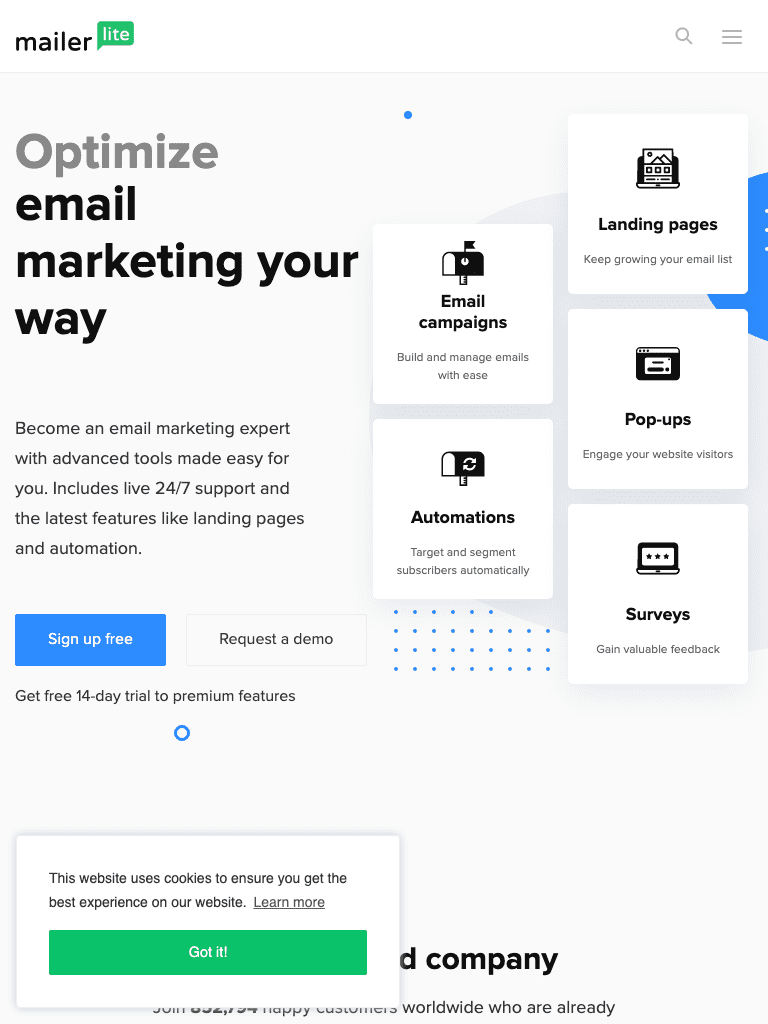 mailer lite
Optimize
email
marketing your
way
Become an email marketing expert
with advanced tools made easy for
you. Includes live 24/7 support and
the latest features like landing pages
and automation.
Sign up free
Request a demo
Get free 14-day trial to premium features
Email
campaigns
Build and manage emails
with ease
Automations
Target and segment
subscribers automatically
Landing pages
Keep growing your email list
Pop-ups
Engage your website visitors
Surveys
Gain valuable feedback
This website uses cookies to ensure you get the
best experience on our website. Learn more
Got it!
company
Join 852,794 happy customers worldwide who are already